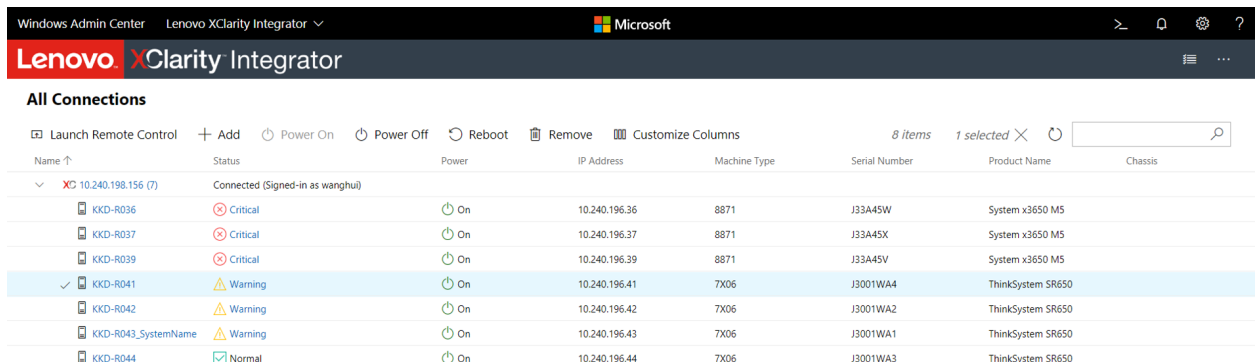 Windows Admin Center Lenovo XClarity Integrator Microsoft ?
Lenovo. XClarity Integrator
All Connections
Launch Remote Control Add Power On Power Off Reboot Remove Customize Columns 8 items 1 selected
Name Status Power IP Address Machine Type Serial Number Product Name Chassis
XC 10.240.198.156 (7) Connected (Signed-in as wanghui)
KKD-R036 Critical On 10.240.196.36 8871 J33A45W System x3650 M5
KKD-R037 Critical On 10.240.196.37 8871 J33A45X System x3650 M5
KKD-R039 Critical On 10.240.196.39 8871 J33A45V System x3650 M5
KKD-R041 Warning On 10.240.196.41 7X06 J3001WA4 ThinkSystem SR650
KKD-R042 Warning On 10.240.196.42 7X06 J3001WA2 ThinkSystem SR650
KKD-R043_SystemName Warning On 10.240.196.43 7X06 J3001WA1 ThinkSystem SR650
KKD-R044 Normal On 10.240.196.44 7X06 J3001WA3 ThinkSystem SR650